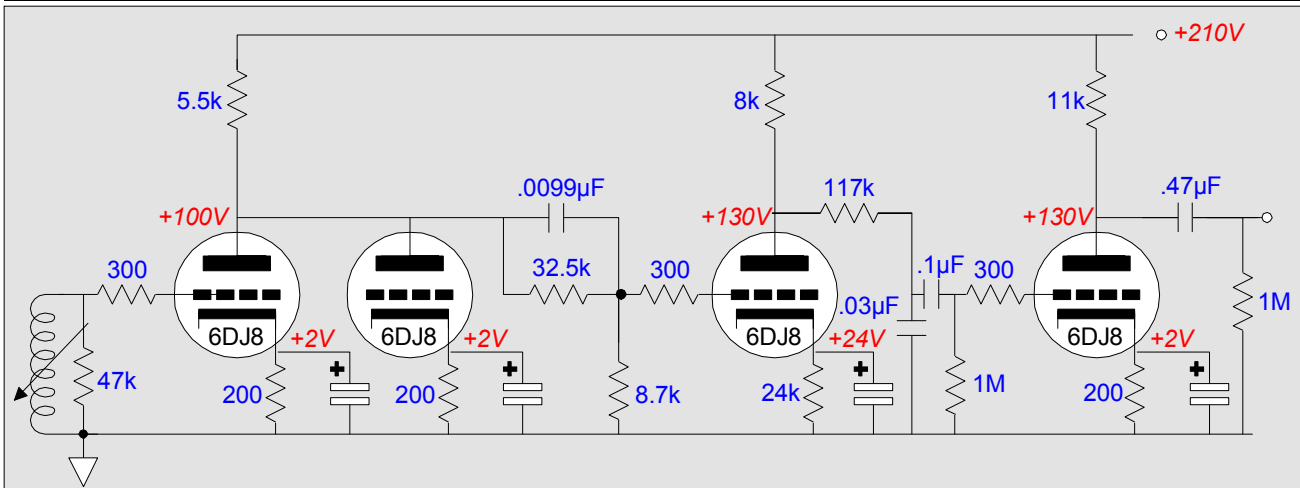 +210V
5.5k
8k
11k
.0099µF
117k
.47µF
+100V
+130V
+130V
300
32.5k
300
.1µF
300
.03µF
1M
6DJ8
6DJ8
6DJ8
6DJ8
+2V
+2V
+24V
+2V
+
+
+
+
47k
200
200
8.7k
24k
1M
200